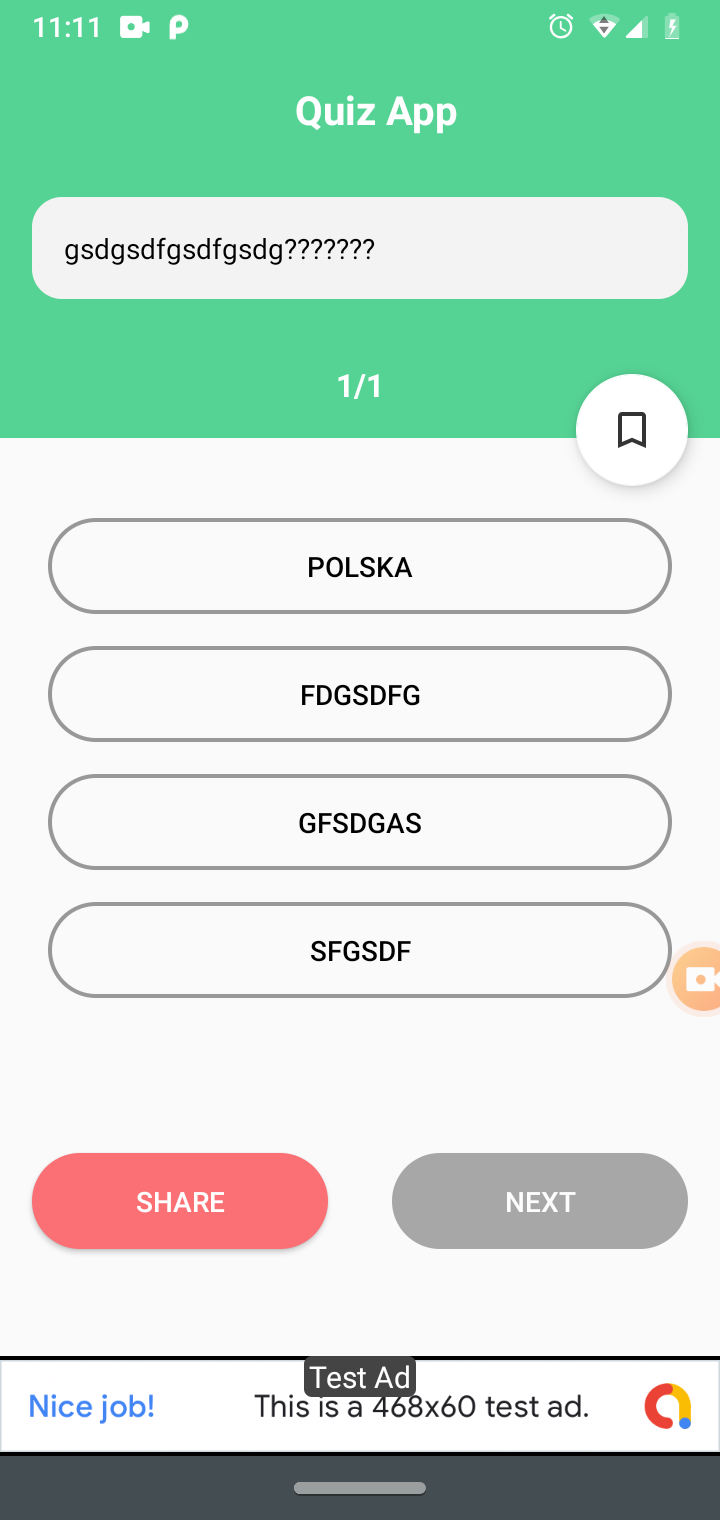 11:11
Quiz App
gsdgsdfgsdfgsdg???????
1/1
POLSKA
FDGSDFG
GFSDGAS
SFGSDF
SHARE
NEXT
Test Ad
Nice job!
This is a 468x60 test ad.